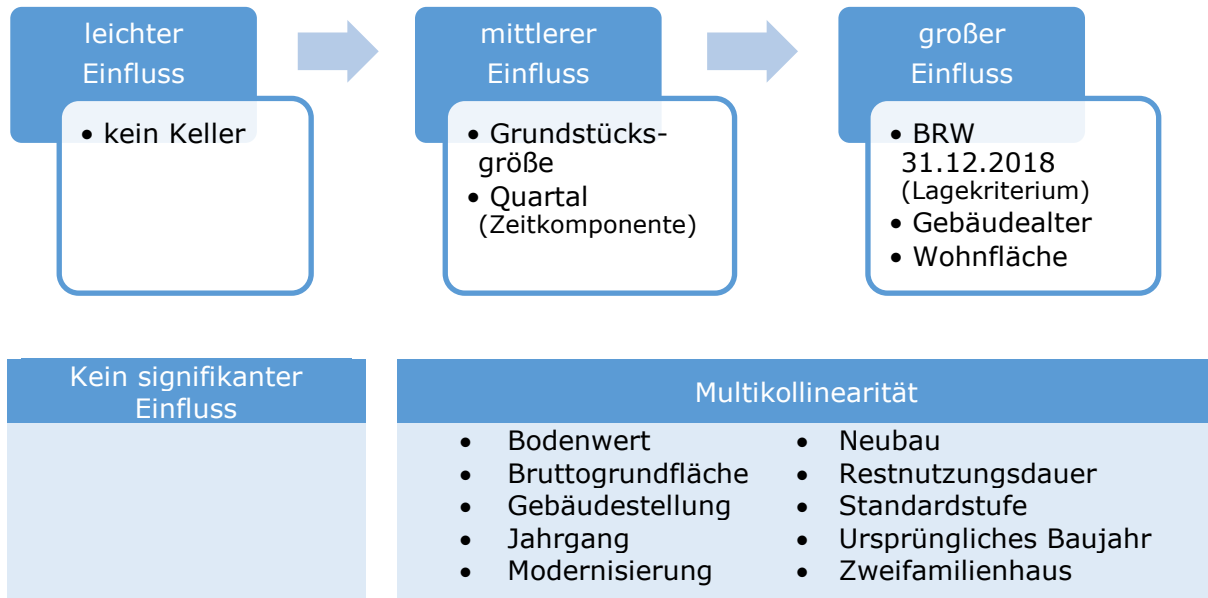 leichter
Einfluss
• kein Keller
mittlerer
Einfluss
• Grundstücks-
größe
• Quartal
(Zeitkomponente)
großer
Einfluss
• BRW
31.12.2018
(Lagekriterium)
• Gebäudealter
• Wohnfläche
Kein signifikanter
Einfluss
Multikollinearität
• Bodenwert
• Bruttogrundfläche
• Gebäudestellung
• Jahrgang
• Modernisierung
• Neubau
• Restnutzungsdauer
• Standardstufe
• Ursprüngliches Baujahr
• Zweifamilienhaus